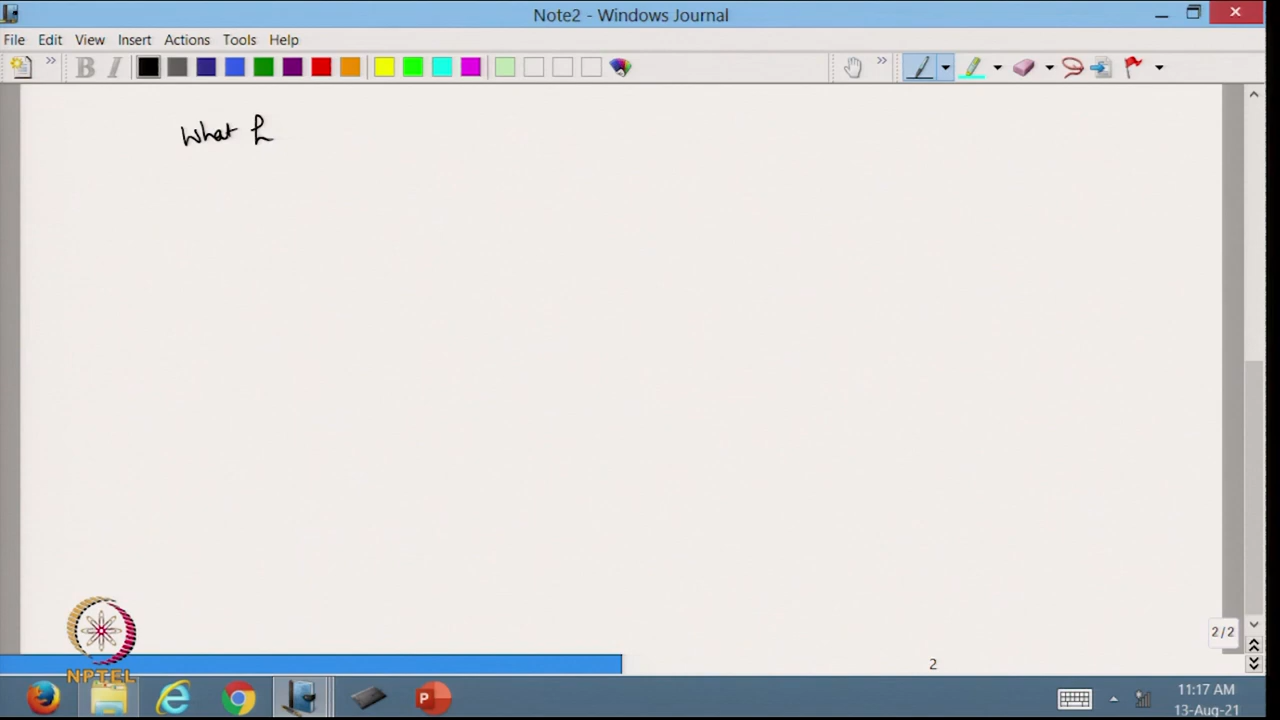 Note2 - Windows Journal
File Edit View Insert Actions Tools Help
B I
What h
2 / 2
2
NPTEL
11:17 AM
13-Aug-21